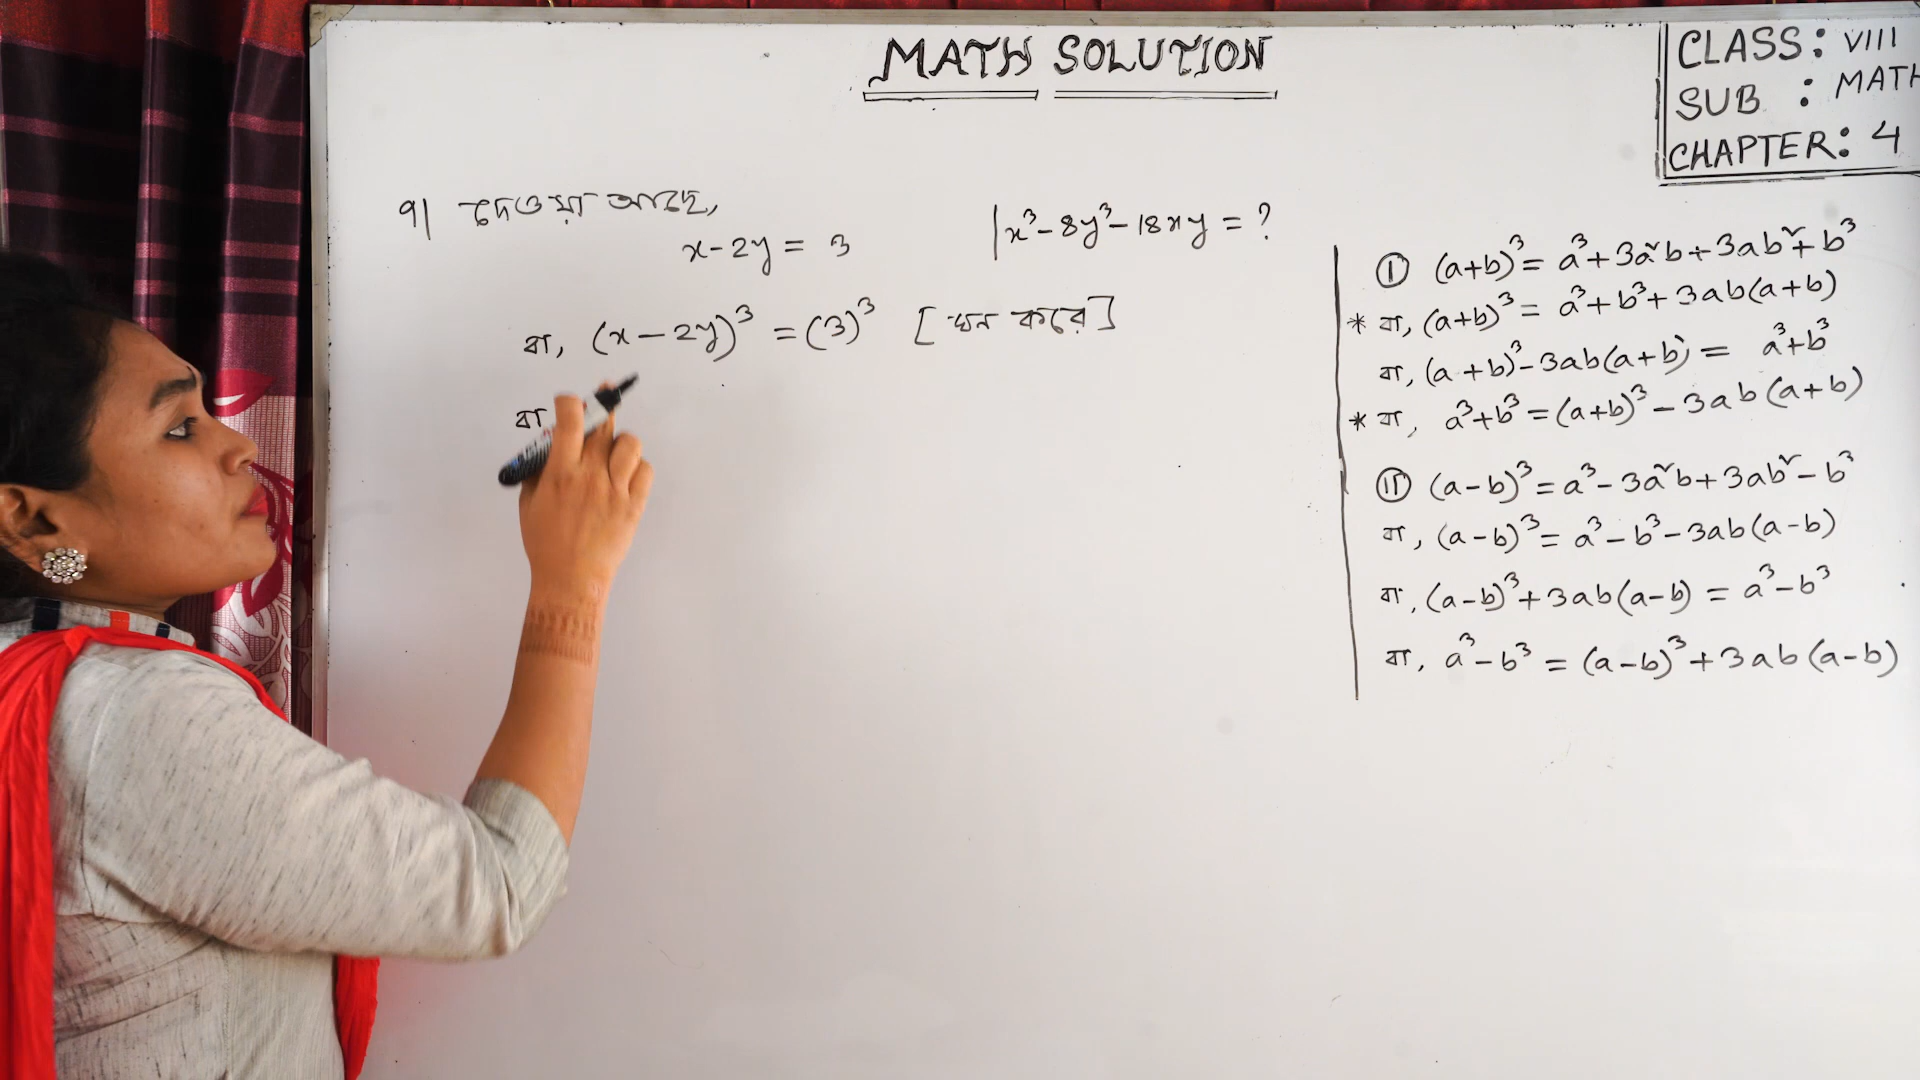 MATH SOLUTION
CLASS: VIII
SUB : MATH
CHAPTER: 4
৭| দেওয়া আছে,
x-2y = 3
|x³-8y³-18xy = ?
বা, (x-2y)³ = (3)³ [ঘন করে]
বা
ⓘ (a+b)³ = a³+3a²b+3ab²+b³
* বা, (a+b)³ = a³+b³+3ab(a+b)
বা, (a+b)³-3ab(a+b) = a³+b³
* বা, a³+b³ = (a+b)³-3ab(a+b)
(ii) (a-b)³ = a³-3a²b+3ab²-b³
বা, (a-b)³ = a³-b³-3ab(a-b)
বা, (a-b)³+3ab(a-b) = a³-b³
বা, a³-b³ = (a-b)³+3ab(a-b)